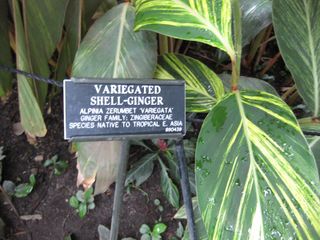 VARIEGATED
SHELL-GINGER
ALPINIA ZERUMBET 'VARIEGATA'
GINGER FAMILY; ZINGIBERACEAE
SPECIES NATIVE TO TROPICAL E. ASIA
890439